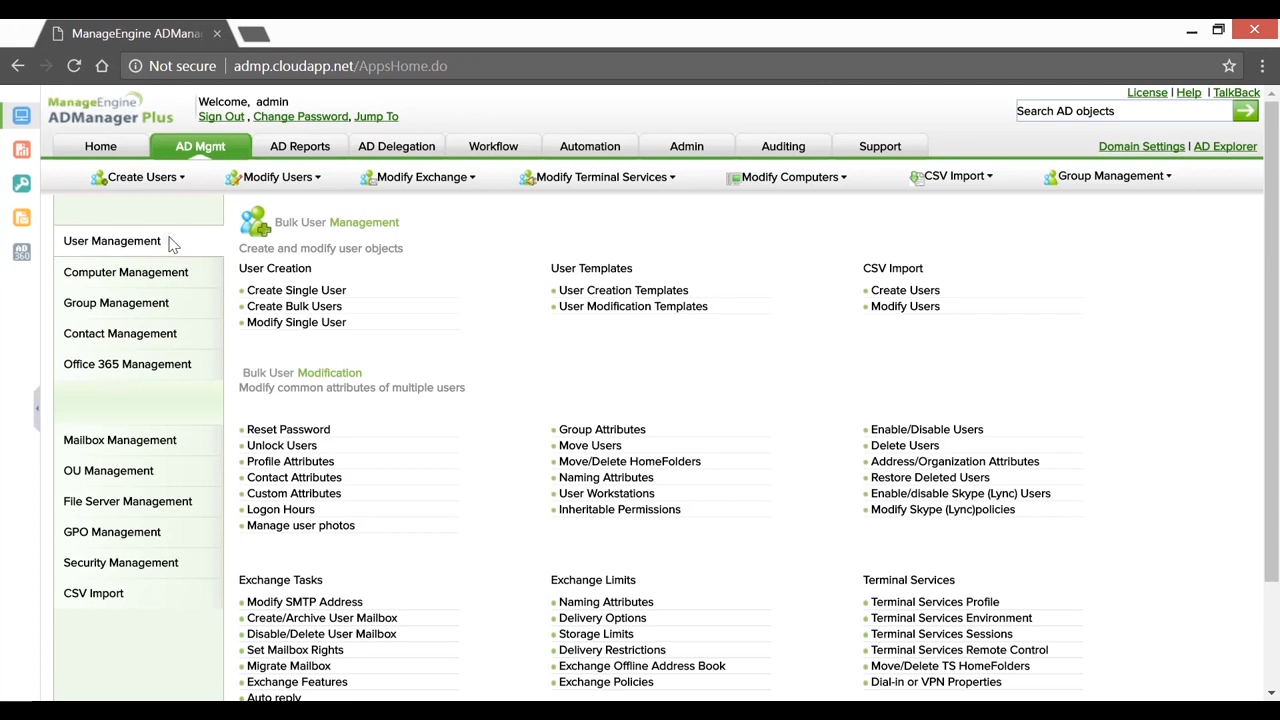 ManageEngine ADMana
Not secure admp.cloudapp.net/AppsHome.do
License | Help | TalkBack
ManageEngine
ADManager Plus
Welcome, admin
Sign Out , Change Password, Jump To
Search AD objects
Home AD Mgmt AD Reports AD Delegation Workflow Automation Admin Auditing Support Domain Settings | AD Explorer
Create Users Modify Users Modify Exchange Modify Terminal Services Modify Computers CSV Import Group Management
AD
360
User Management
Computer Management
Group Management
Contact Management
Office 365 Management
Mailbox Management
OU Management
File Server Management
GPO Management
Security Management
CSV Import
Bulk User Management
Create and modify user objects
User Creation User Templates CSV Import
Create Single User User Creation Templates Create Users
Create Bulk Users User Modification Templates Modify Users
Modify Single User
Bulk User Modification
Modify common attributes of multiple users
Reset Password Group Attributes Enable/Disable Users
Unlock Users Move Users Delete Users
Profile Attributes Move/Delete HomeFolders Address/Organization Attributes
Contact Attributes Naming Attributes Restore Deleted Users
Custom Attributes User Workstations Enable/disable Skype (Lync) Users
Logon Hours Inheritable Permissions Modify Skype (Lync)policies
Manage user photos
Exchange Tasks Exchange Limits Terminal Services
Modify SMTP Address Naming Attributes Terminal Services Profile
Create/Archive User Mailbox Delivery Options Terminal Services Environment
Disable/Delete User Mailbox Storage Limits Terminal Services Sessions
Set Mailbox Rights Delivery Restrictions Terminal Services Remote Control
Migrate Mailbox Exchange Offline Address Book Move/Delete TS HomeFolders
Exchange Features Exchange Policies Dial-in or VPN Properties
Auto reply